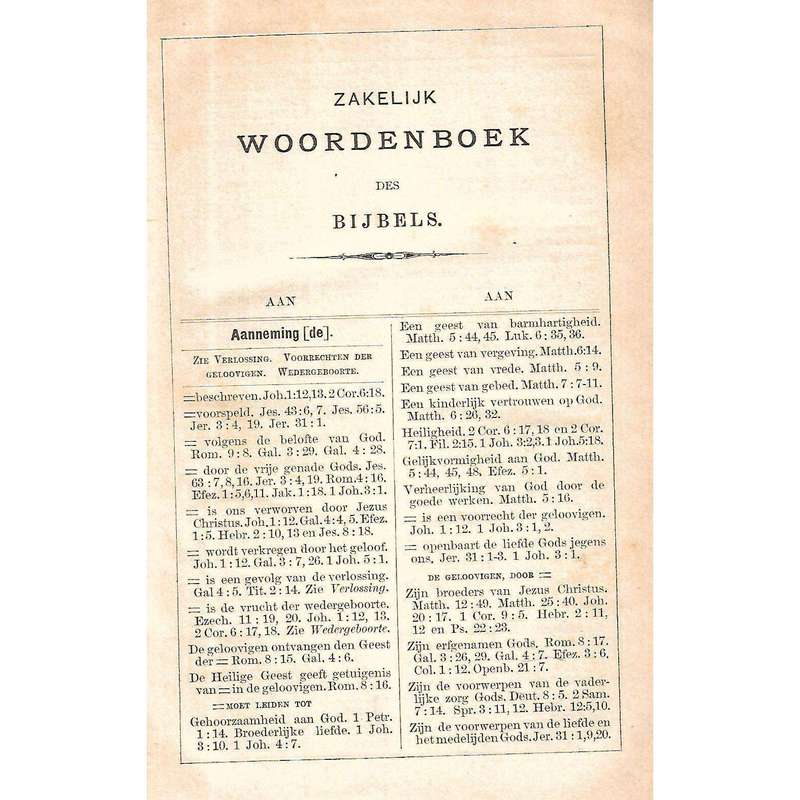 ZAKELIJK
WOORDENBOEK
DES
BIJBELS.
AAN
Aanneming [de].
ZIE VERLOSSING. VOORRECHTEN DER
GELOOVIGEN. WEDERGEBOORTE.
=beschreven. Joh. 1:12,13. 2 Cor. 6:18.
=voorspeld. Jes. 43:6, 7. Jes. 56:5.
Jer. 3:4, 19. Jer. 31:1.
= volgens de belofte van God.
Rom. 9:8. Gal. 3:29. Gal. 4:28.
= door de vrije genade Gods. Jes.
63:7,8,16. Jer. 3:4,19. Rom. 4:16.
Efez. 1:5,6,11. Jak. 1:18. 1 Joh. 3:1.
= is ons verworven door Jezus
Christus. Joh. 1:12. Gal. 4:4, 5. Efez.
1:5. Hebr. 2:10, 13 en Jes. 8:18.
= wordt verkregen door het geloof.
Joh. 1:12. Gal. 3:7, 26. 1 Joh. 5:1.
= is een gevolg van de verlossing.
Gal 4:5. Tit. 2:14. Zie Verlossing.
= is de vrucht der wedergeboorte.
Ezech. 11:19, 20. Joh. 1:12, 13.
2 Cor. 6:17, 18. Zie Wedergeboorte.
De geloovigen ontvangen den Geest
der = Rom. 8:15. Gal. 4:6.
De Heilige Geest geeft getuigenis
van = in de geloovigen. Rom. 8:16.
=MOET LEIDEN TOT
Gehoorzaamheid aan God. 1 Petr.
1:14. Broederlijke liefde. 1 Joh.
3:10. 1 Joh. 4:7.
AAN
Een geest van barmhartigheid.
Matth. 5:44, 45. Luk. 6:35, 36.
Een geest van vergeving. Matth. 6:14.
Een geest van vrede. Matth. 5:9.
Een geest van gebed. Matth. 7:7-11.
Een kinderlijk vertrouwen op God.
Matth. 6:26, 32.
Heiligheid. 2 Cor. 6:17, 18 en 2 Cor.
7:1. Fil. 2:15. 1 Joh. 3:2,3. 1 Joh. 5:18.
Gelijkvormigheid aan God. Matth.
5:44, 45, 48. Efez. 5:1.
Verheerlijking van God door de
goede werken. Matth. 5:16.
= is een voorrecht der geloovigen.
Joh. 1:12. 1 Joh. 3:1, 2.
= openbaart de liefde Gods jegens
ons. Jer. 31:1-3. 1 Joh. 3:1.
DE GELOOVIGEN, DOOR =
Zijn broeders van Jezus Christus.
Matth. 12:49. Matth. 25:40. Joh.
20:17. 1 Cor. 9:5. Hebr. 2:11,
12 en Ps. 22:23.
Zijn erfgenamen Gods. Rom. 8:17.
Gal. 3:26, 29. Gal. 4:7. Efez. 3:6.
Col. 1:12. Openb. 21:7.
Zijn de voorwerpen van de vader-
lijke zorg Gods. Deut. 8:5. 2 Sam.
7:14. Spr. 3:11, 12. Hebr. 12:5,10.
Zijn de voorwerpen van de liefde en
het medelijden Gods. Jer. 31:1,9,20.